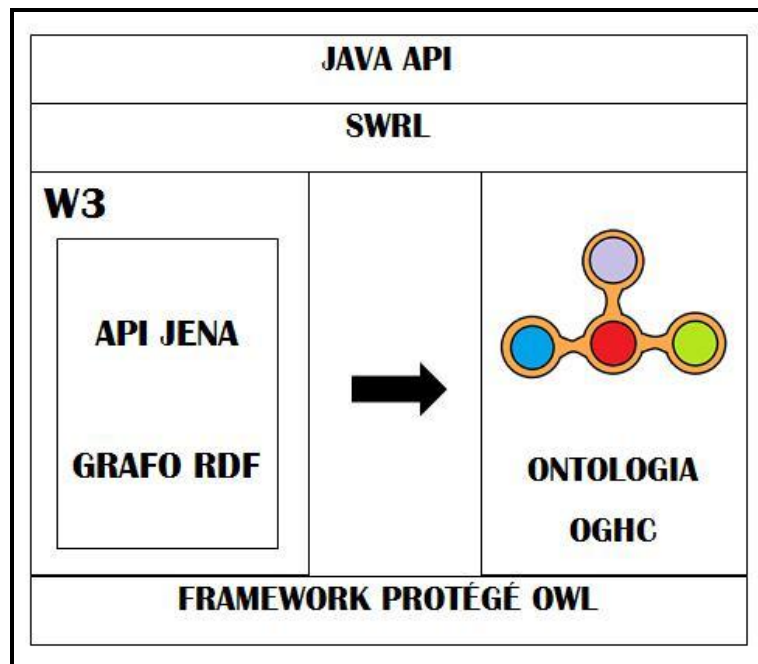 JAVA API
SWRL
W3
API JENA
GRAFO RDF
ONTOLOGIA
OGHC
FRAMEWORK PROTÉGÉ OWL